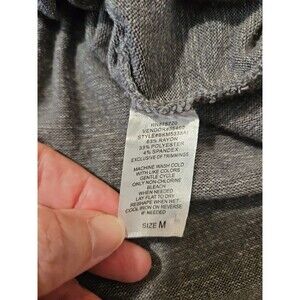 63% RAYON
33% POLYESTER
4% SPANDEX
EXCLUSIVE OF TRIMMINGS
MACHINE WASH COLD
WITH LIKE COLORS
GENTLE CYCLE
ONLY NON-CHLORINE
BLEACH
WHEN NEEDED
LAY FLAT TO DRY
RESHAPE WHEN WET
COOL IRON ON REVERSE
IF NEEDED
SIZE M